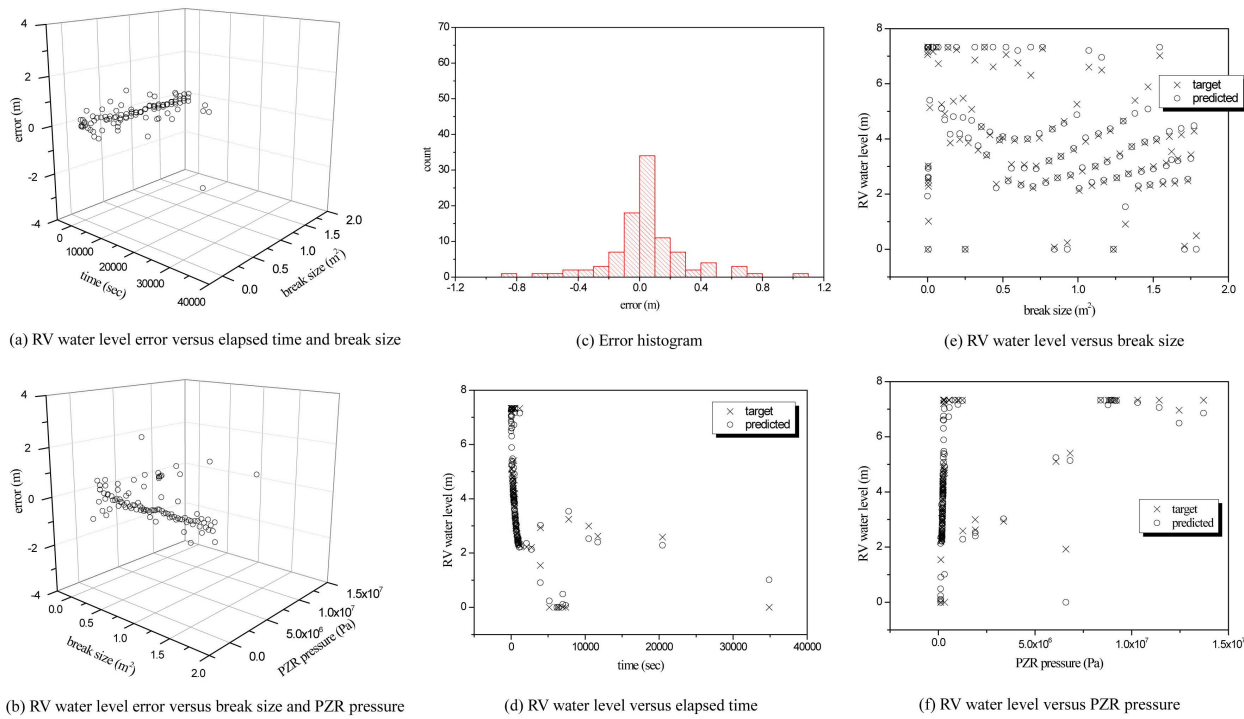 4
2
0
-2
-4
error (m)
0
10000
20000
30000
40000
time (sec)
0.0
0.5
1.0
1.5
2.0
break size (m²)
(a) RV water level error versus elapsed time and break size
70
60
50
40
30
20
10
0
count
-1.2
-0.8
-0.4
0.0
0.4
0.8
1.2
error (m)
(c) Error histogram
8
6
4
2
0
RV water level (m)
target
predicted
0.0
0.5
1.0
1.5
2.0
break size (m²)
(e) RV water level versus break size
4
2
0
-2
-4
error (m)
0.0
0.5
1.0
1.5
2.0
break size (m²)
0.0
5.0x10⁶
1.0x10⁷
1.5x10⁷
PZR pressure (Pa)
(b) RV water level error versus break size and PZR pressure
8
6
4
2
0
RV water level (m)
target
predicted
0
10000
20000
30000
40000
time (sec)
(d) RV water level versus elapsed time
8
6
4
2
0
RV water level (m)
target
predicted
0.0
5.0x10⁶
1.0x10⁷
PZR pressure (Pa)
(f) RV water level versus PZR pressure